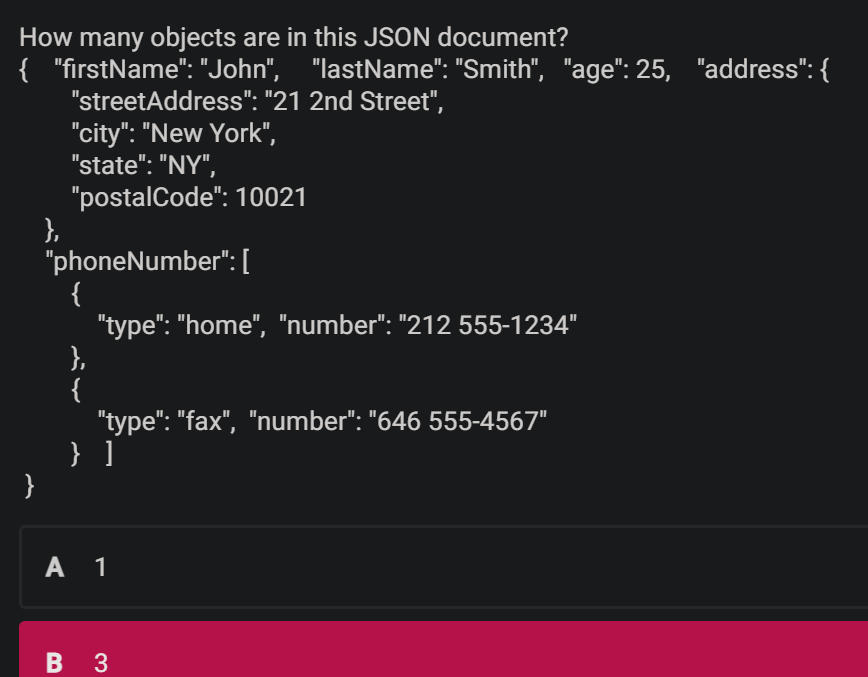 How many objects are in this JSON document?
{ "firstName": "John", "lastName": "Smith", "age": 25, "address": {
"streetAddress": "21 2nd Street",
"city": "New York",
"state": "NY",
"postalCode": 10021
},
"phoneNumber": [
{
"type": "home", "number": "212 555-1234"
},
{
"type": "fax", "number": "646 555-4567"
} ]
}
A 1
B 3